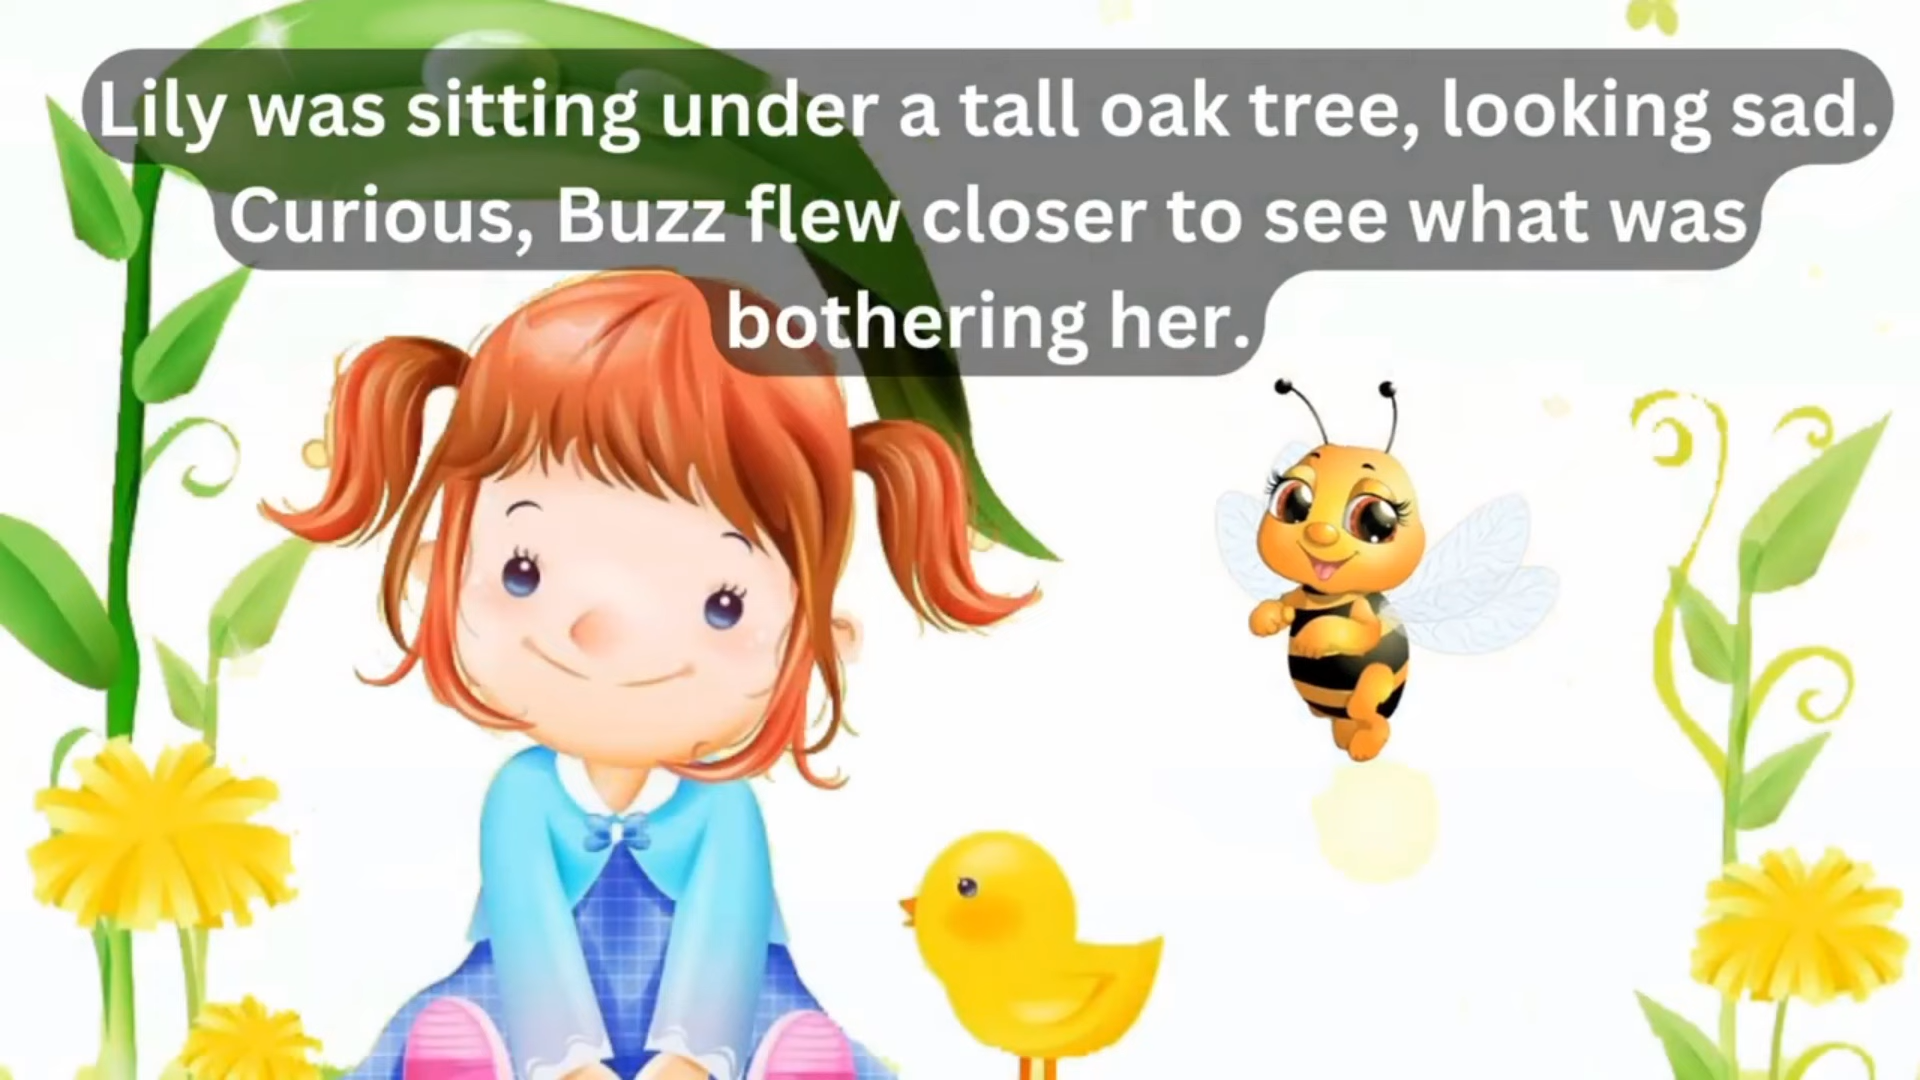 Lily was sitting under a tall oak tree, looking sad.
Curious, Buzz flew closer to see what was
bothering her.